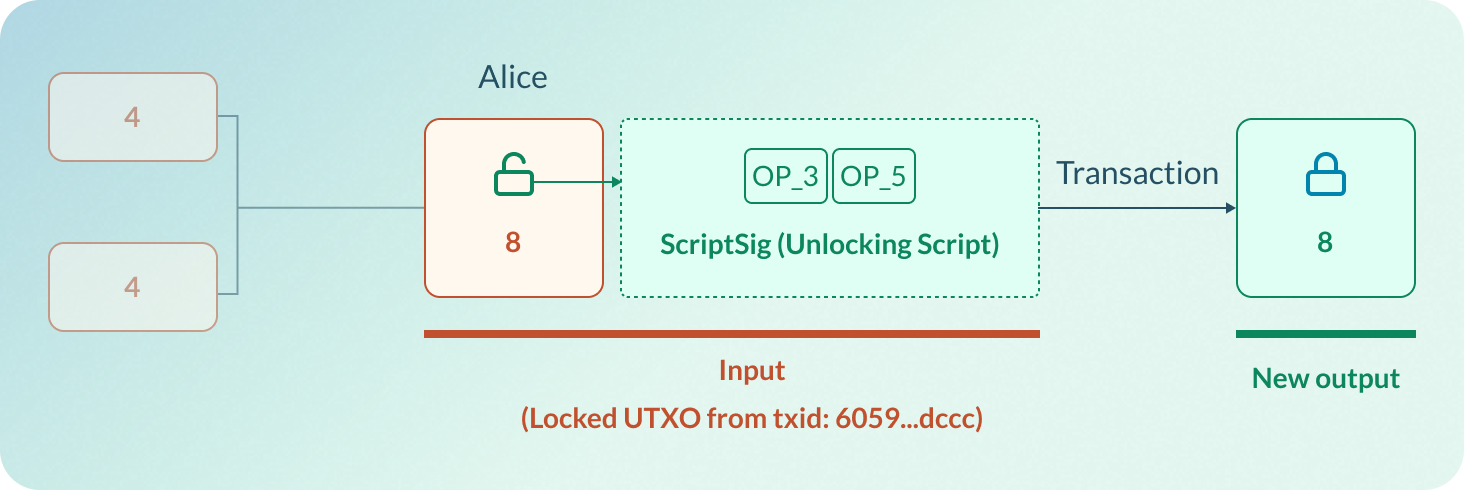 4
4
Alice
8
OP_3 OP_5
ScriptSig (Unlocking Script)
Transaction
8
Input
(Locked UTXO from txid: 6059...dccc)
New output